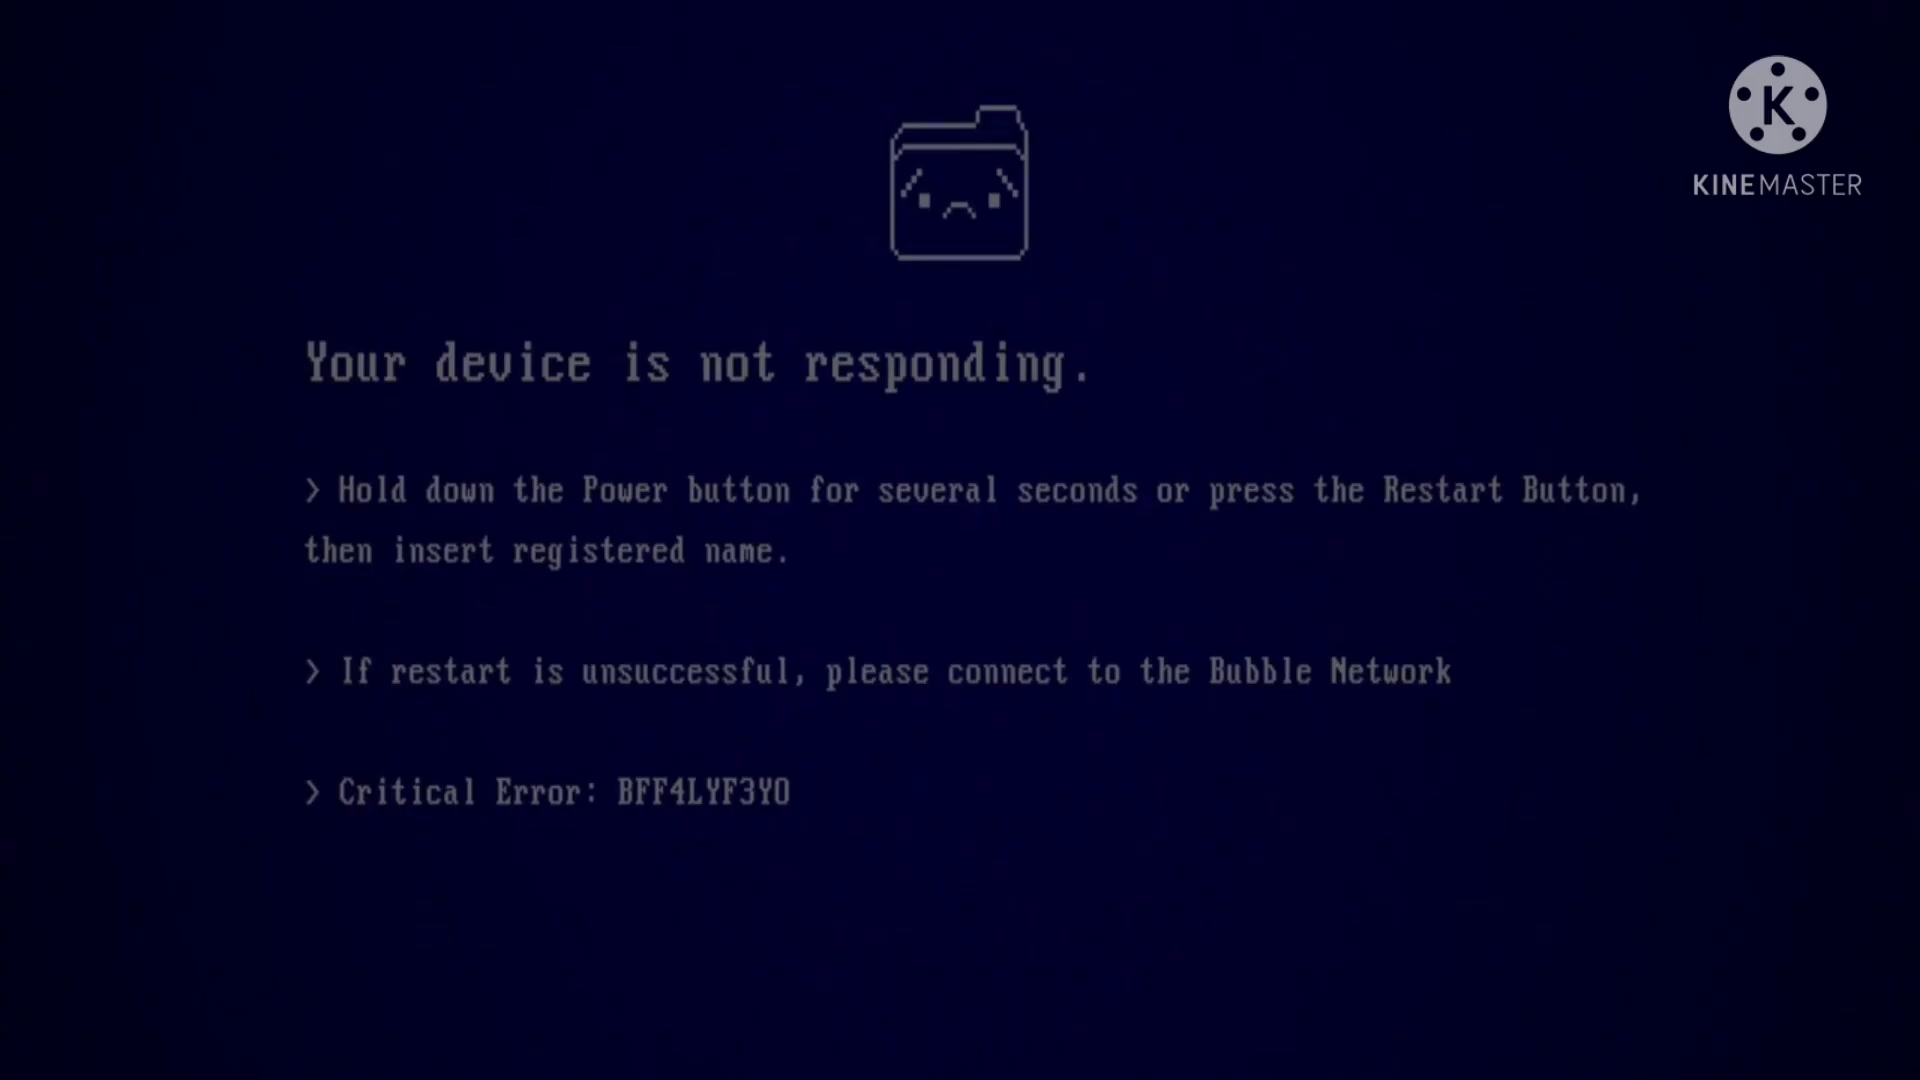 KINEMASTER
Your device is not responding.
> Hold down the Power button for several seconds or press the Restart Button,
then insert registered name.
> If restart is unsuccessful, please connect to the Bubble Network
> Critical Error: BFF4LYF3YO